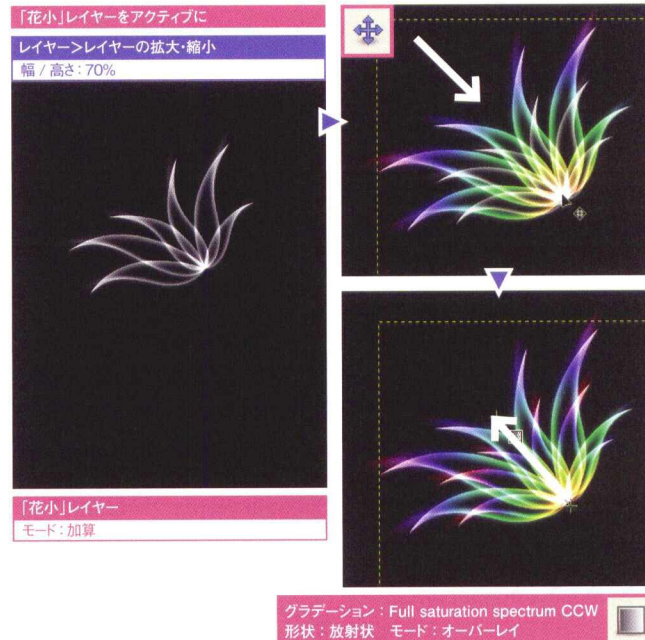 「花小」レイヤーをアクティブに
レイヤー＞レイヤーの拡大・縮小
幅 / 高さ：70%
「花小」レイヤー
モード：加算
グラデーション：Full saturation spectrum CCW
形状：放射状　モード：オーバーレイ